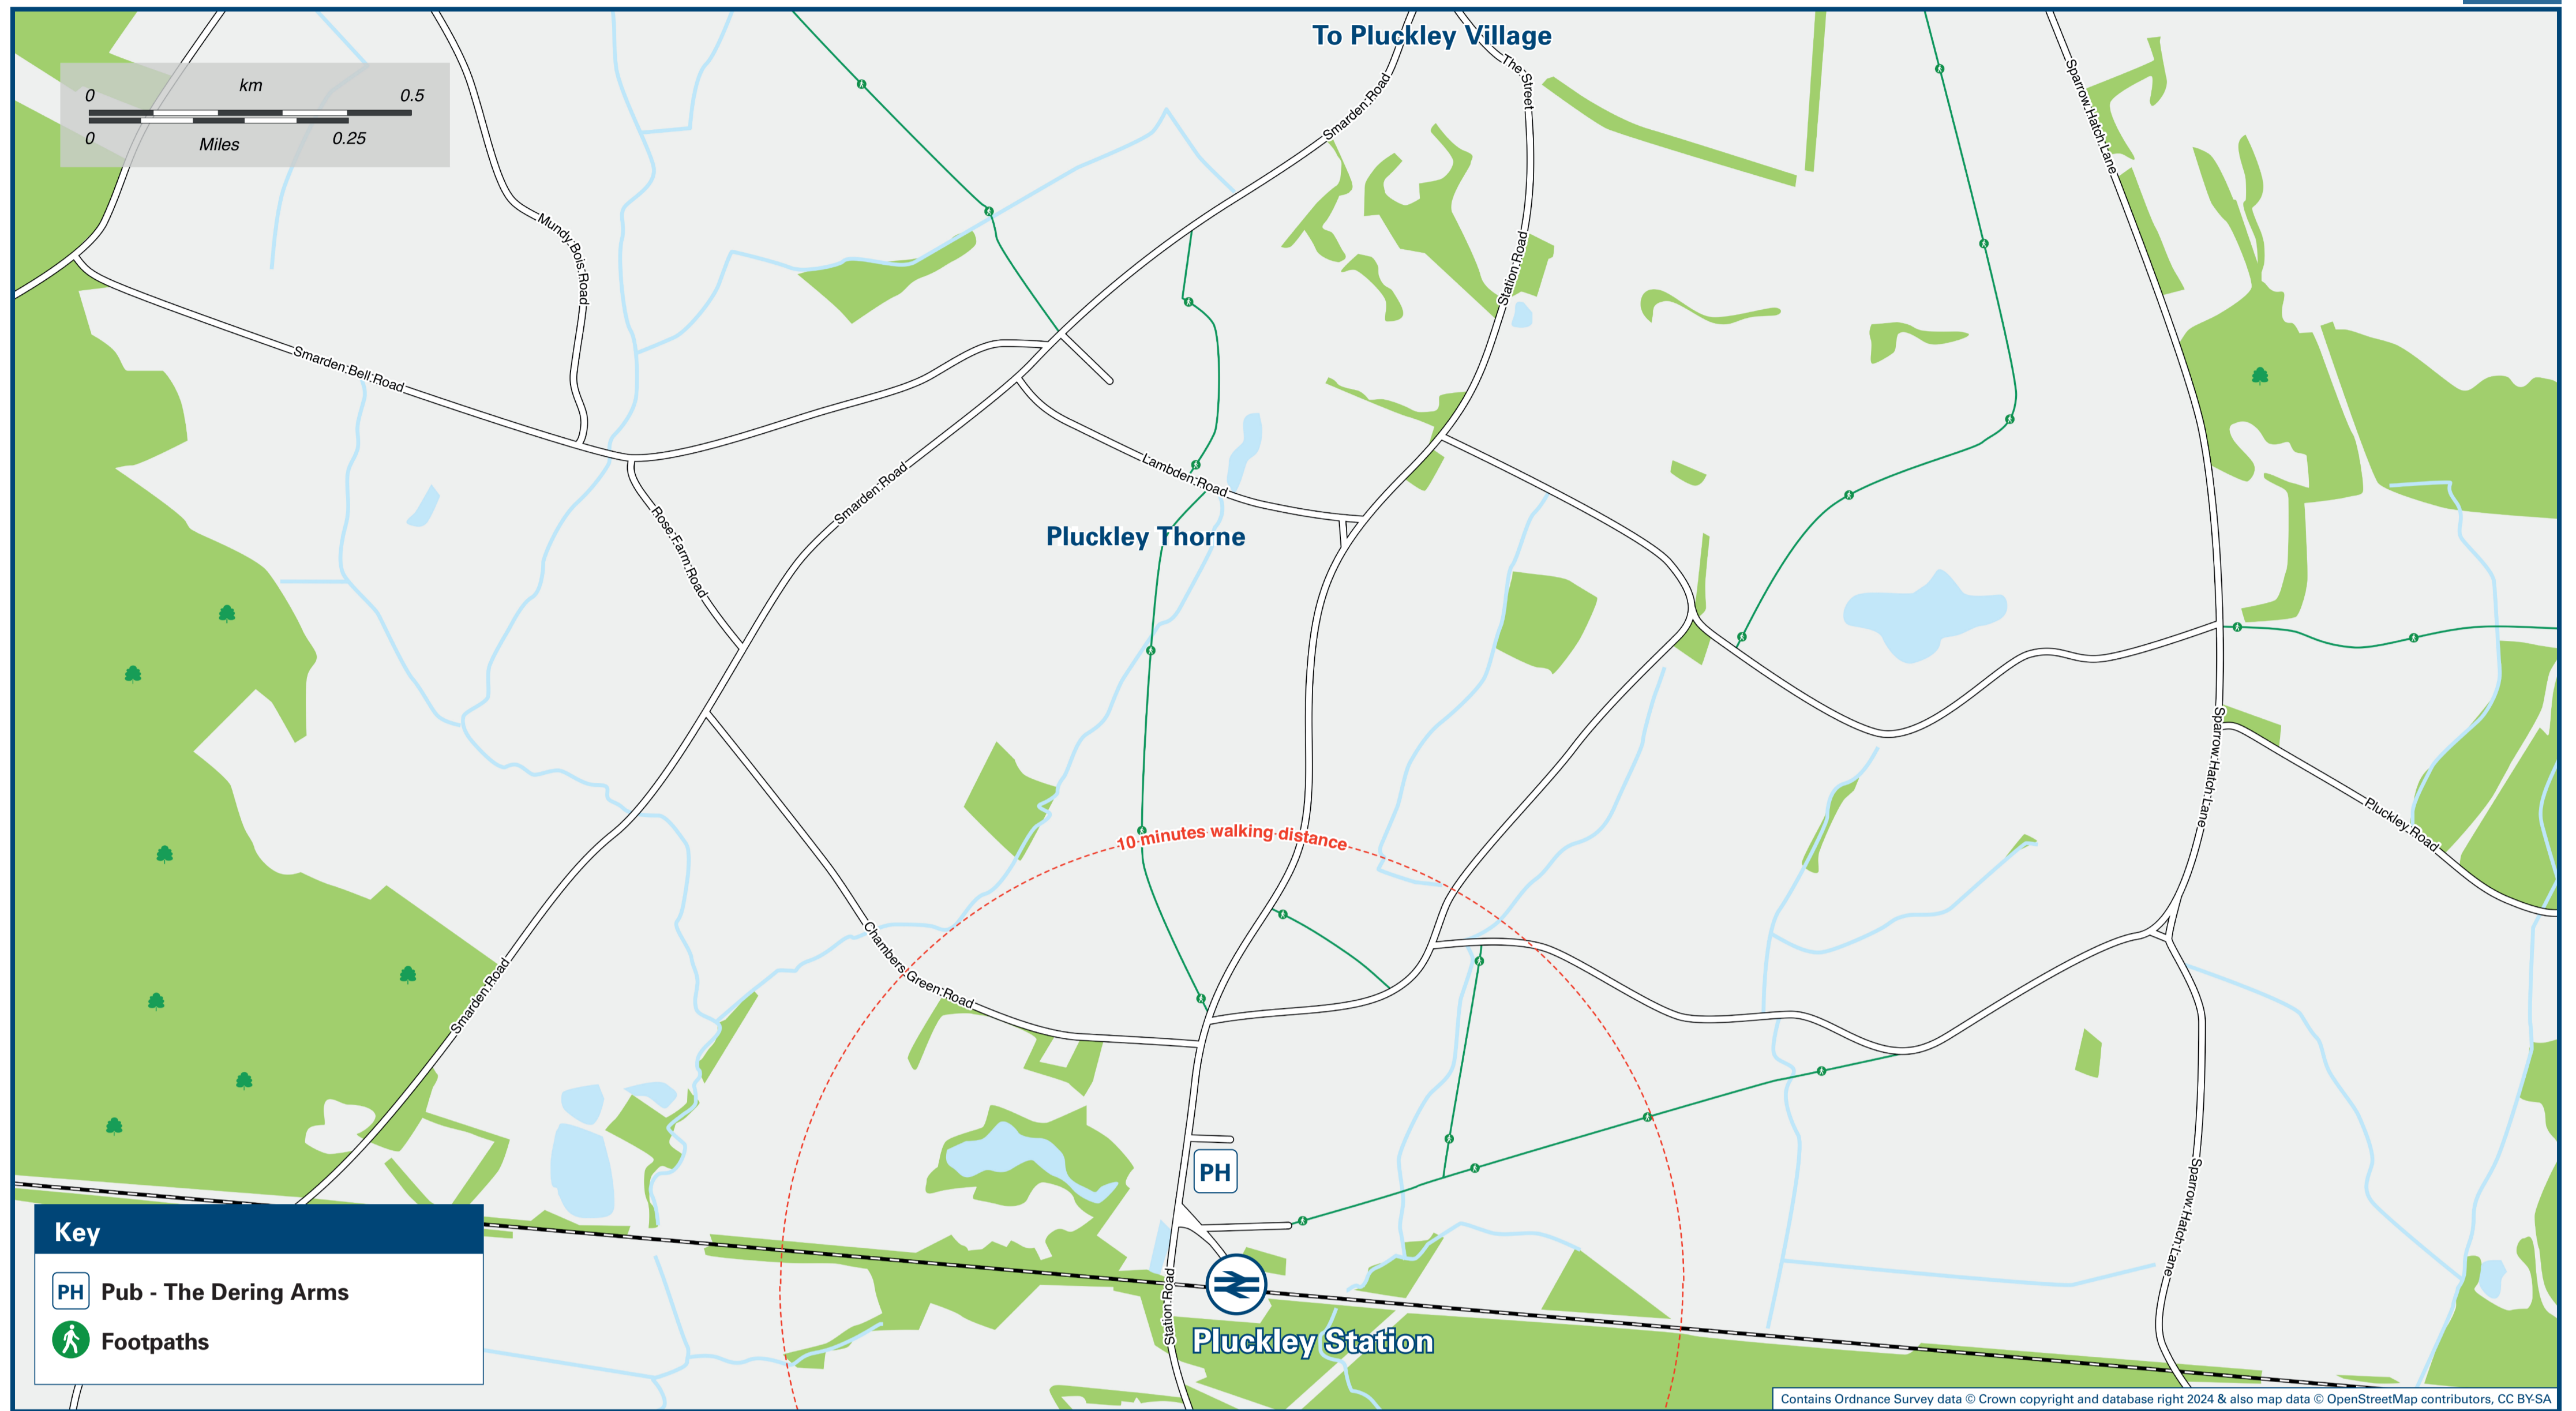 To Pluckley Village
km
0 0.5
0 0.25
Miles
The Street
Smarden Road
Sparrow Hatch Lane
Mundy Bois Road
Station Road
Smarden Bell Road
Lambden Road
Smarden Road
Rose Farm Road
Pluckley Thorne
Sparrow Hatch Lane
Pluckley Road
10 minutes walking distance
Chambers Green Road
Smarden Road
PH
Sparrow Hatch Lane
Station Road
Pluckley Station
Key
PH Pub - The Dering Arms
Footpaths
Contains Ordnance Survey data © Crown copyright and database right 2024 & also map data © OpenStreetMap contributors, CC BY-SA